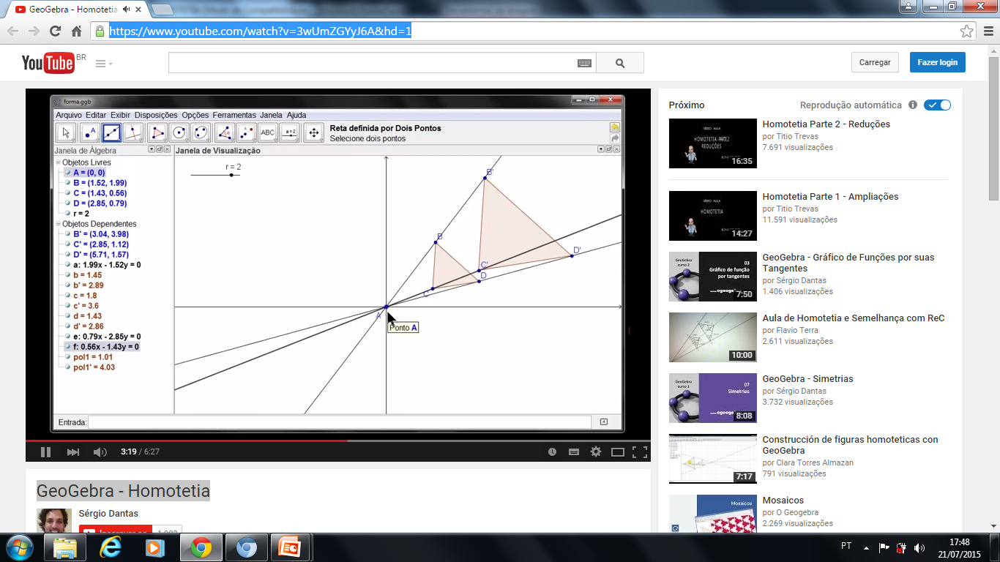 GeoGebra - Homotetia
https://www.youtube.com/watch?v=3wUmZGYyJ6A&hd=1
YouTube BR
Carregar
Fazer login
forma.ggb
Arquivo Editar Exibir Disposições Opções Ferramentas Janela Ajuda
ABC
a=2
Reta definida por Dois Pontos
Selecione dois pontos
Janela de Álgebra
Janela de Visualização
Objetos Livres
A = (0, 0)
B = (1.52, 1.99)
C = (1.43, 0.56)
D = (2.85, 0.79)
r = 2
Objetos Dependentes
B' = (3.04, 3.98)
C' = (2.85, 1.12)
D' = (5.71, 1.57)
a: 1.99x - 1.52y = 0
b = 1.45
b' = 2.89
c = 1.8
c' = 3.6
d = 1.43
d' = 2.86
e: 0.79x - 2.85y = 0
f: 0.56x - 1.43y = 0
pol1 = 1.01
pol1' = 4.03
r = 2
B'
B
D'
C'
D
C
A
Ponto A
Entrada:
3:19 / 6:27
GeoGebra - Homotetia
Sérgio Dantas
Próximo
Reprodução automática
VÍDEO - AULA
HOMOTETIA - PARTE 2
REDUÇÕES
16:35
Homotetia Parte 2 - Reduções
por Titio Trevas
7.691 visualizações
VÍDEO - AULA
HOMOTETIA
14:27
Homotetia Parte 1 - Ampliações
por Titio Trevas
11.591 visualizações
GeoGebra
curso 2
03
Gráfico de função
por tangentes
7:50
GeoGebra - Gráfico de Funções por suas
Tangentes
por Sérgio Dantas
1.406 visualizações
10:00
Aula de Homotetia e Semelhança com ReC
por Flavio Terra
2.611 visualizações
GeoGebra
curso 1
07
Simetrias
8:08
GeoGebra - Simetrias
por Sérgio Dantas
3.732 visualizações
7:17
Construcción de figuras homoteticas con
GeoGebra
por Clara Torres Almazan
791 visualizações
Mosaicos
Mosaicos
por O Geogebra
2.269 visualizações
PT
17:48
21/07/2015